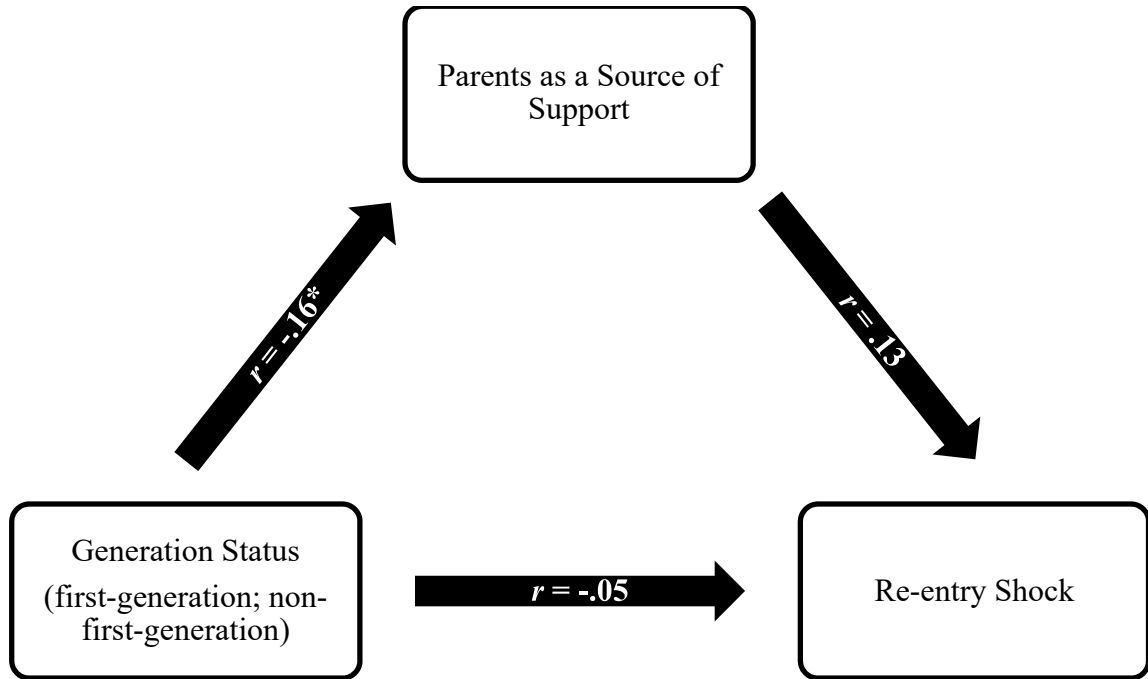 Parents as a Source of
Support
r = -.16*
r = .13
Generation Status
(first-generation; non-
first-generation)
r = -.05
Re-entry Shock